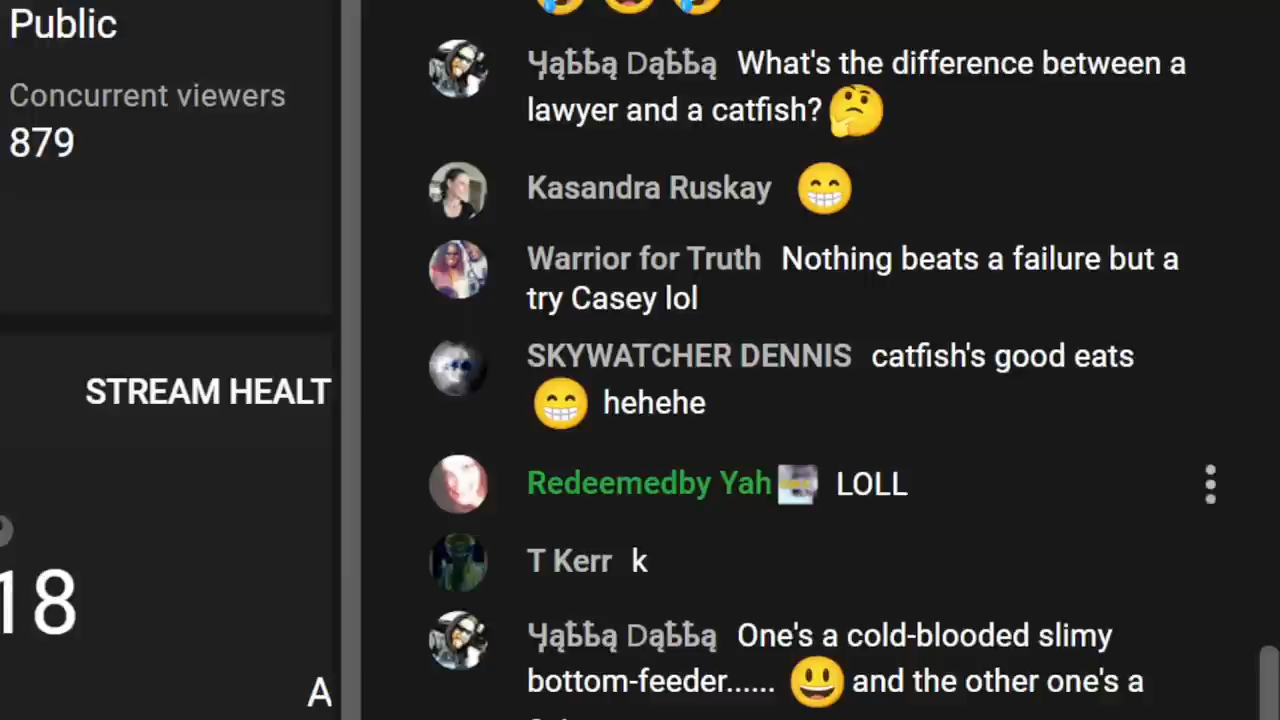 Public
Concurrent viewers
879
STREAM HEALT
18
A
ҶąҍҍąDąҍҍą What's the difference between a
lawyer and a catfish? 🤔
Kasandra Ruskay 😁
Warrior for Truth Nothing beats a failure but a
try Casey lol
SKYWATCHER DENNIS catfish's good eats
😁 hehehe
Redeemedby Yah LOLL
T Kerr k
Ҷąҍҍą Dąҍҍą One's a cold-blooded slimy
bottom-feeder...... 😃 and the other one's a